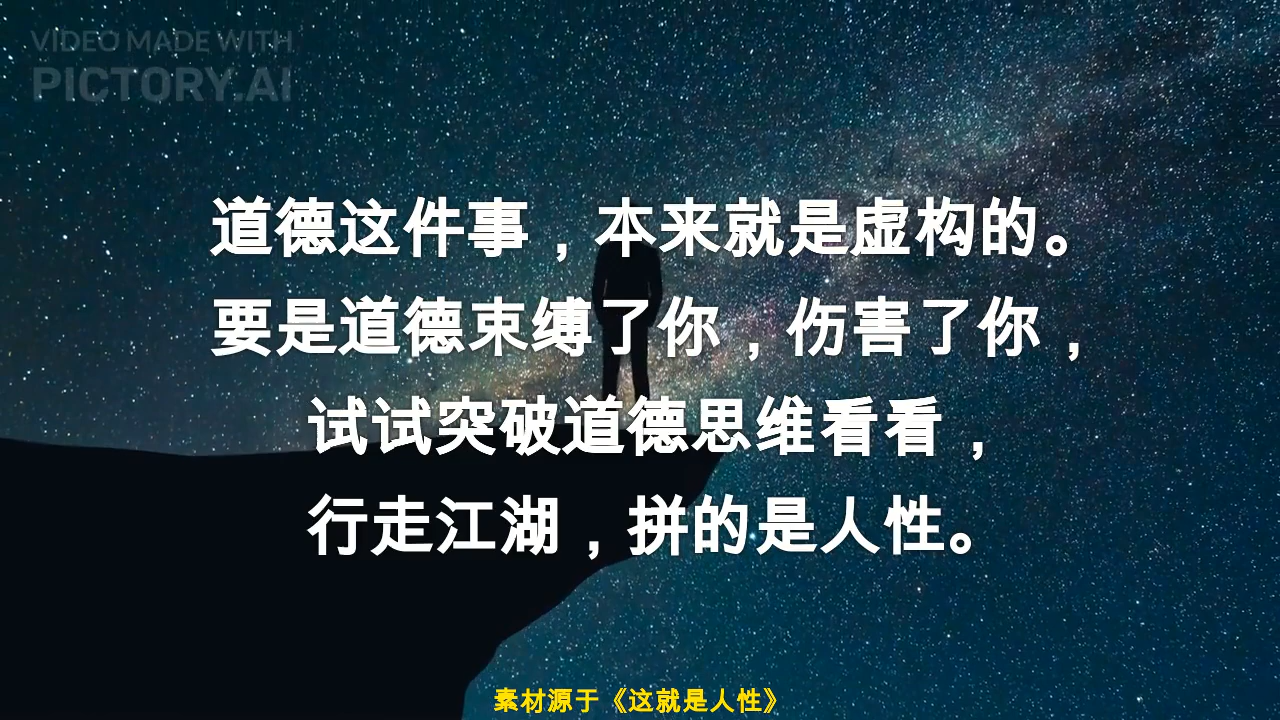 VIDEO MADE WITH
PICTORY.AI
道德这件事，本来就是虚构的。
要是道德束缚了你，伤害了你，
试试突破道德思维看看，
行走江湖，拼的是人性。
素材源于《这就是人性》